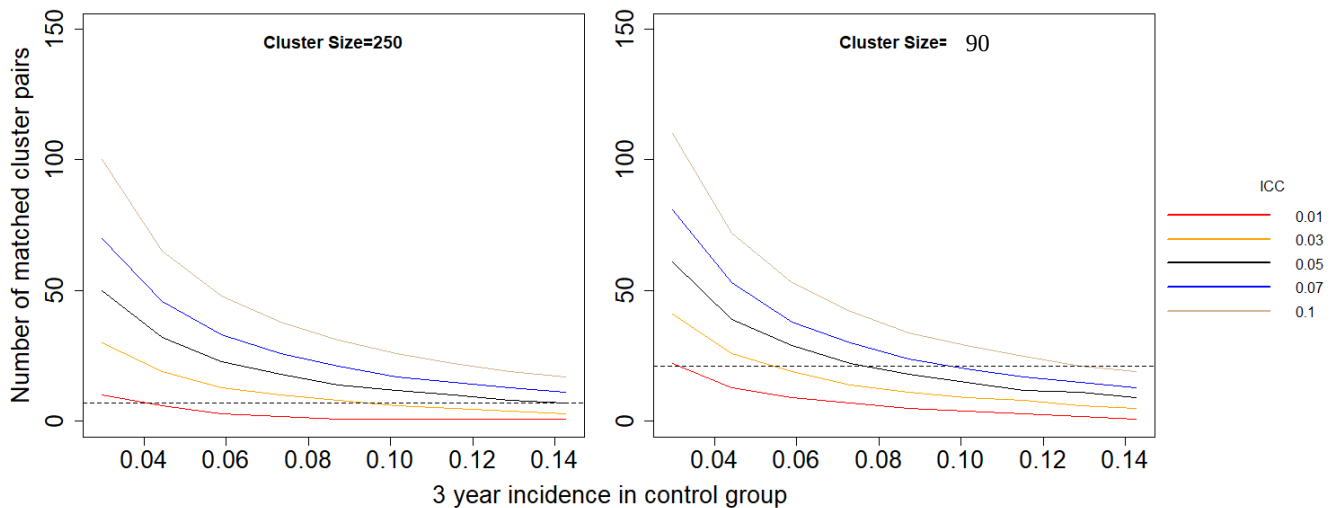 Number of matched cluster pairs
150
100
50
0
Cluster Size=250
0.04 0.06 0.08 0.10 0.12 0.14
150
100
50
0
Cluster Size= 90
0.04 0.06 0.08 0.10 0.12 0.14
3 year incidence in control group
ICC
0.01
0.03
0.05
0.07
0.1